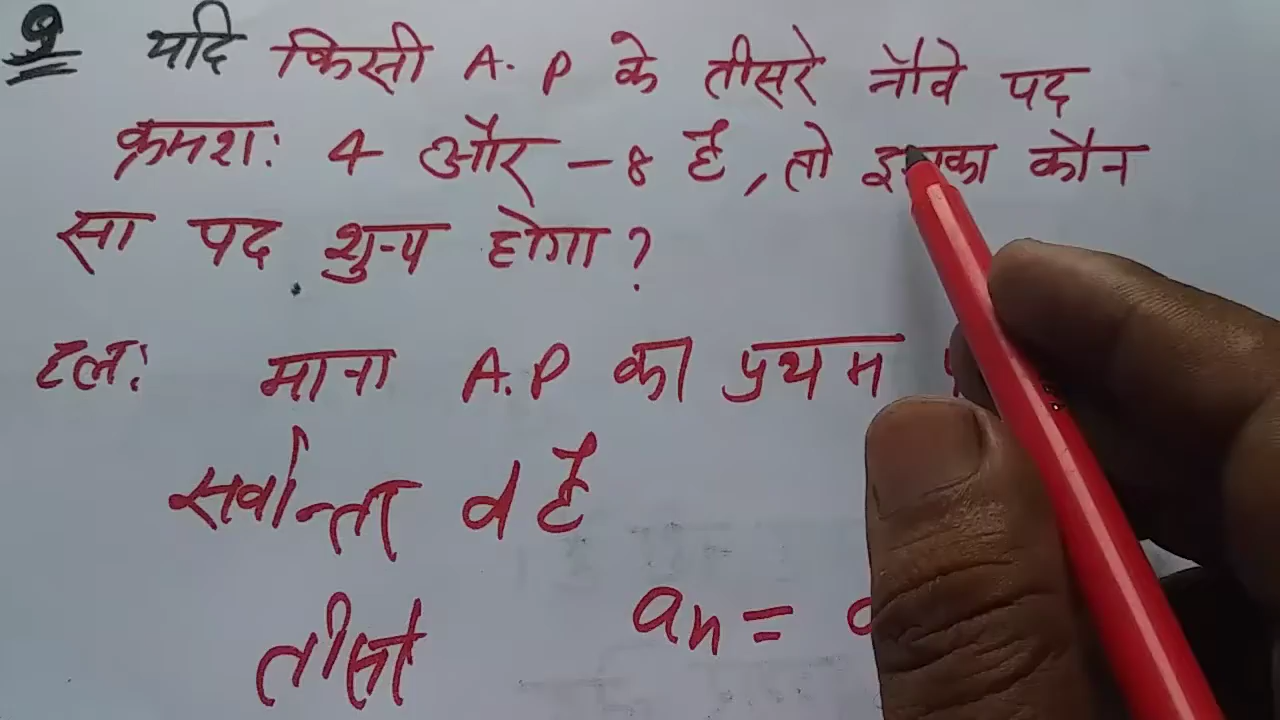 Q यदि किसी A.P के तीसरे नौवे पद
क्रमश: 4 और -8 है, तो इसका कौन
सा पद शुन्य होगा?
हल: माना A.P का प्रथम
सर्वान्तर d है
तीसरे an =